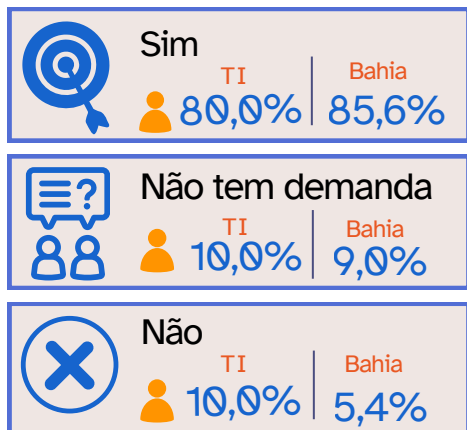 Sim
TI Bahia
80,0% 85,6%
?
Não tem demanda
TI Bahia
10,0% 9,0%
Não
TI Bahia
10,0% 5,4%